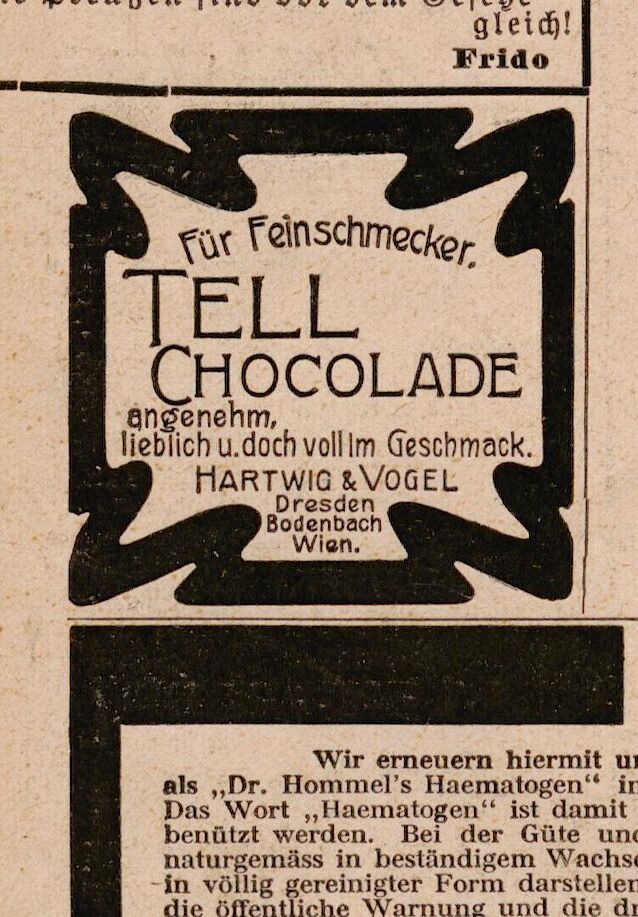 gleich!
Frido
Für Feinschmecker.
TELL
CHOCOLADE
angenehm,
lieblich u. doch voll im Geschmack.
HARTWIG & VOGEL
Dresden
Bodenbach
Wien.
Wir erneuern hiermit
als „Dr. Hommel's Haematogen“
Das Wort „Haematogen“ ist damit
benützt werden. Bei der Güte
naturgemäss in beständigem
in völlig gereinigter Form
die öffentliche Warnung und die